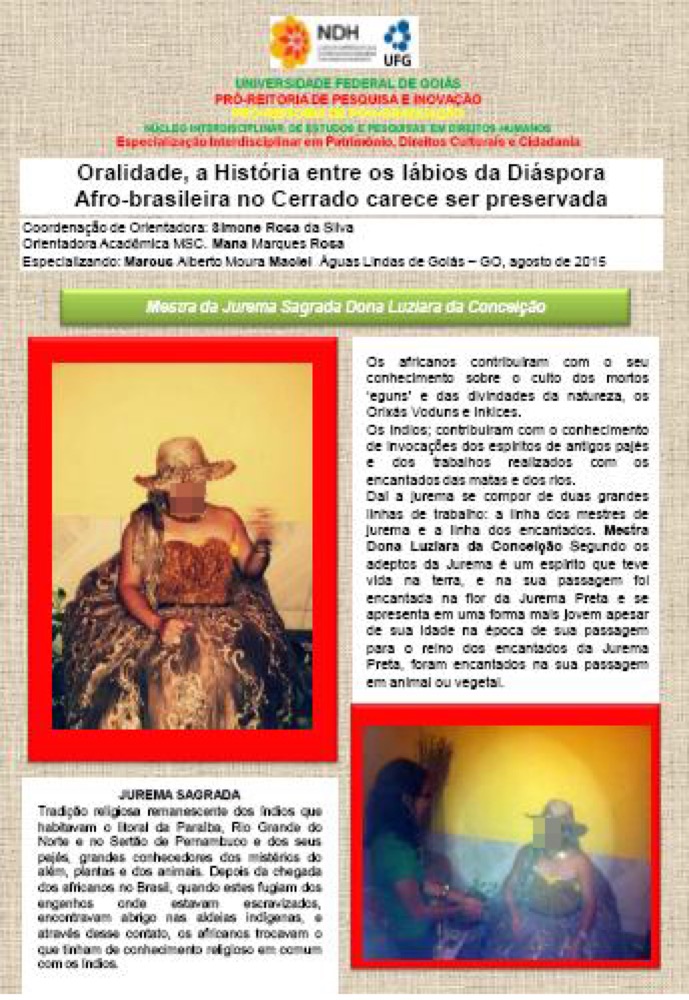 NDH
UFG
UNIVERSIDADE FEDERAL DE GOIÁS
PRÓ-REITORIA DE PESQUISA E INOVAÇÃO
PRÓ-REITORIA DE PÓS-GRADUAÇÃO
NÚCLEO INTERDISCIPLINAR DE ESTUDOS E PESQUISAS EM DIREITOS HUMANOS
Especialização Interdisciplinar em Patrimônio, Direitos Culturais e Cidadania
Oralidade, a História entre os lábios da Diáspora
Afro-brasileira no Cerrado carece ser preservada
Coordenação de Orientadora: Simone Rosa da Silva
Orientadora Acadêmica MSC. Maria Marques Rosa
Especializando: Marcus Alberto Moura Maciel Águas Lindas de Goiás – GO, agosto de 2015
Mestra da Jurema Sagrada Dona Luziara da Conceição
Os africanos contribuíram com o seu
conhecimento sobre o culto dos mortos
'eguns' e das divindades da natureza, os
Orixás Voduns e Inkices.
Os índios; contribuíram com o conhecimento
de invocações dos espíritos de antigos pajés
e dos trabalhos realizados com os
encantados das matas e dos rios.
Daí a jurema se compor de duas grandes
linhas de trabalho: a linha dos mestres de
jurema e a linha dos encantados. Mestra
Dona Luziara da Conceição Segundo os
adeptos da Jurema é um espírito que teve
vida na terra, e na sua passagem foi
encantada na flor da Jurema Preta e se
apresenta em uma forma mais jovem apesar
de sua idade na época de sua passagem
para o reino dos encantados da Jurema
Preta, foram encantados na sua passagem
em animal ou vegetal.
JUREMA SAGRADA
Tradição religiosa remanescente dos índios que
habitavam o litoral da Paraíba, Rio Grande do
Norte e no Sertão de Pernambuco e dos seus
pajés, grandes conhecedores dos mistérios do
além, plantas e dos animais. Depois da chegada
dos africanos no Brasil, quando estes fugiam dos
engenhos onde estavam escravizados,
encontravam abrigo nas aldeias indígenas, e
através desse contato, os africanos trocavam o
que tinham de conhecimento religioso em comum
com os índios.